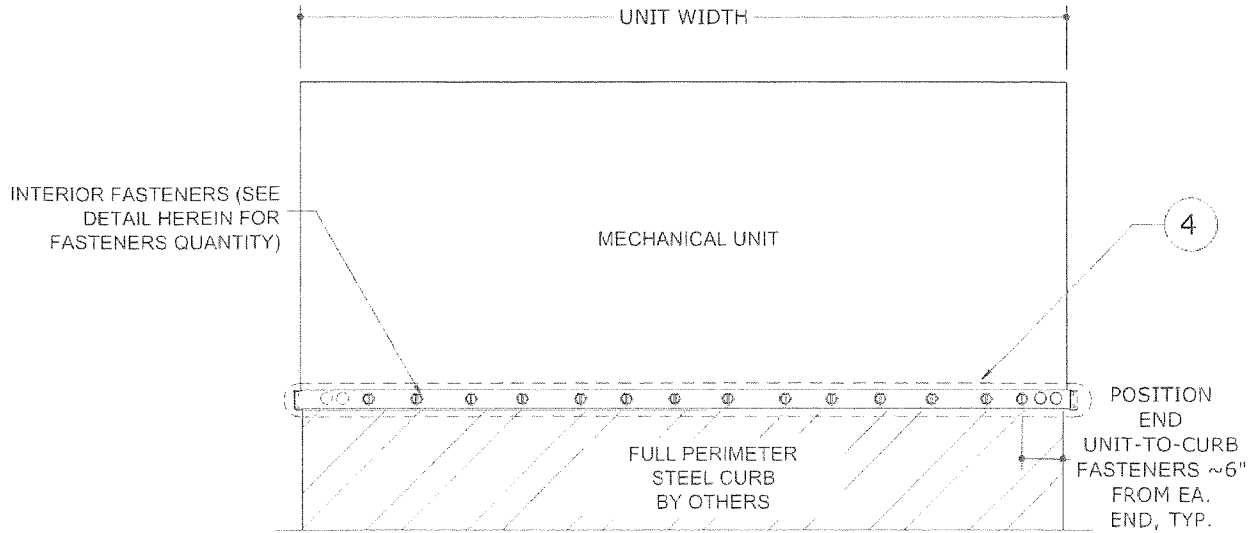 UNIT WIDTH
INTERIOR FASTENERS (SEE
DETAIL HEREIN FOR
FASTENERS QUANTITY)
MECHANICAL UNIT
4
POSITION
END
UNIT-TO-CURB
FASTENERS ~6"
FROM EA.
END, TYP.
FULL PERIMETER
STEEL CURB
BY OTHERS